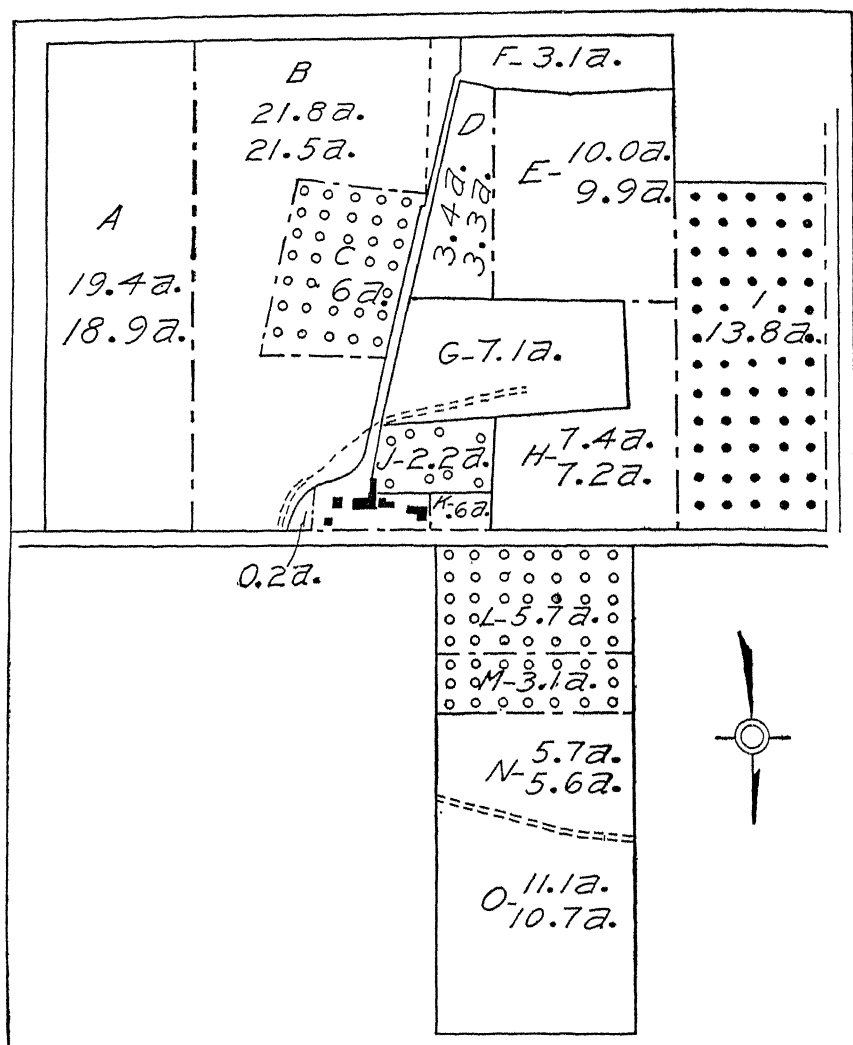 F-3.1a.
B
21.8a.
21.5a.
D
3.4a.
3.3a.
E-10.0a.
9.9a.
A
19.4a.
18.9a.
C
6a.
I
13.8a.
G-7.1a.
J-2.2a.
H-7.4a.
7.2a.
K-.6a.
0.2a.
L-5.7a.
M-3.1a.
N-5.7a.
5.6a.
O-11.1a.
10.7a.